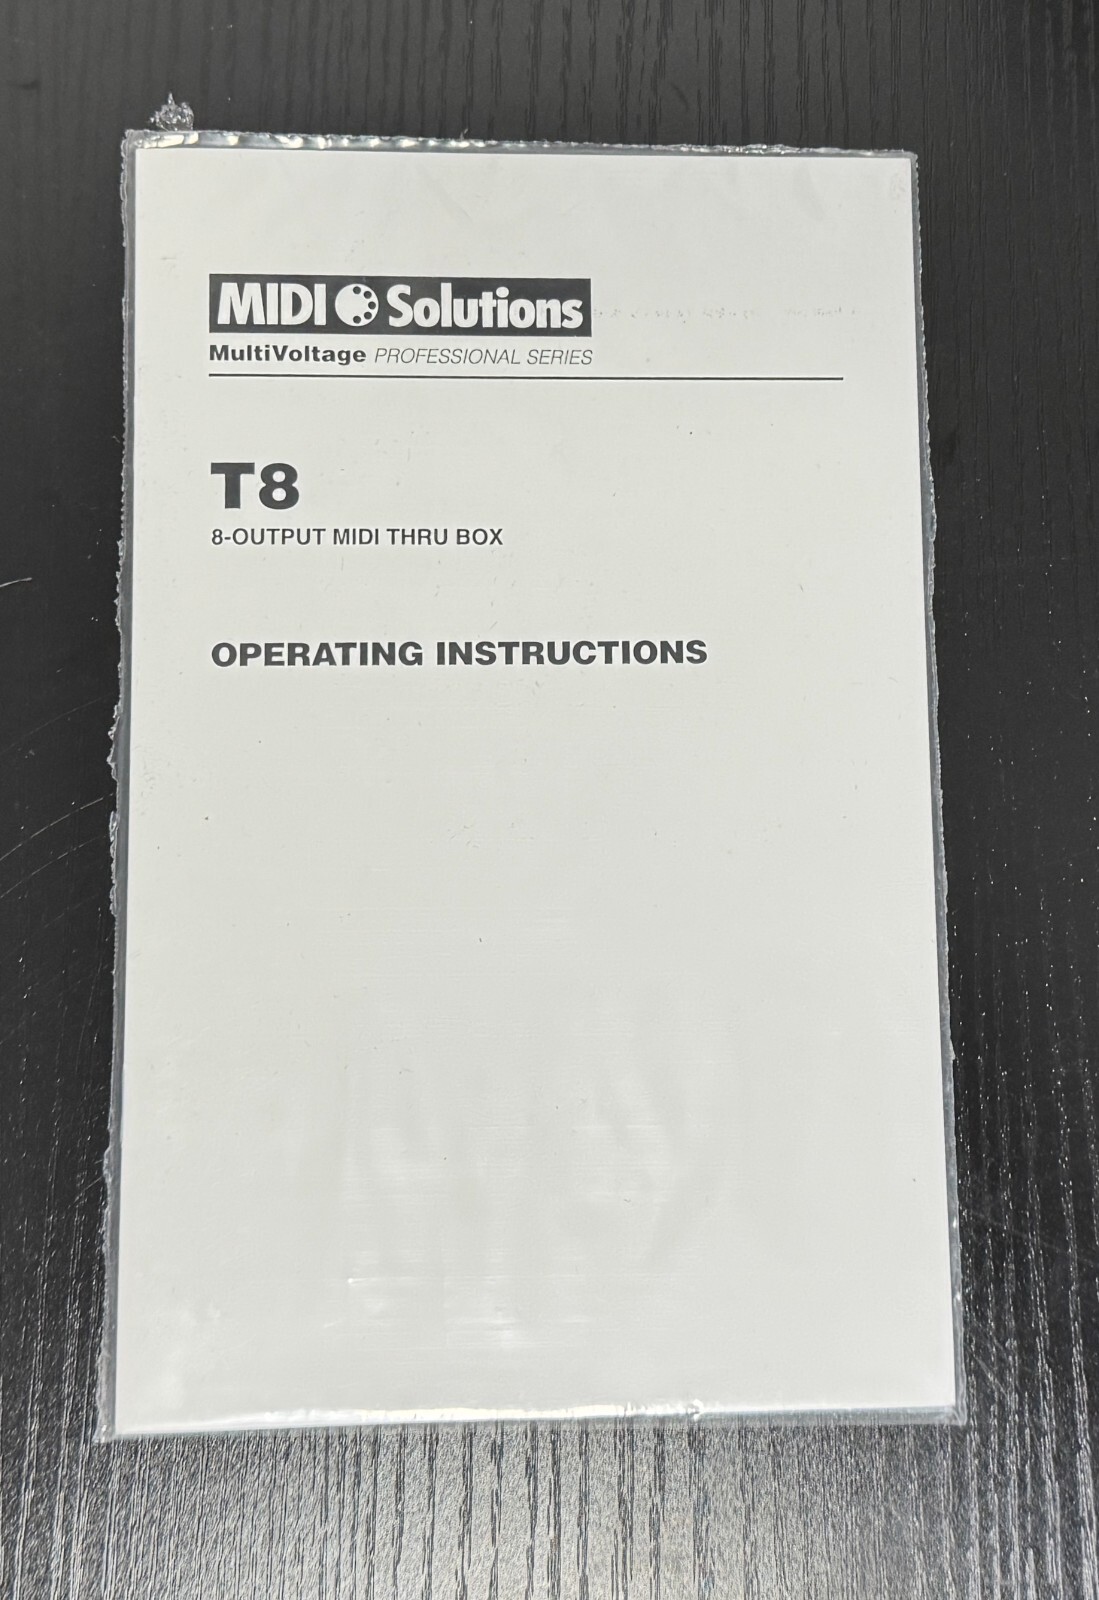 MIDI Solutions
MultiVoltage PROFESSIONAL SERIES
T8
8-OUTPUT MIDI THRU BOX
OPERATING INSTRUCTIONS